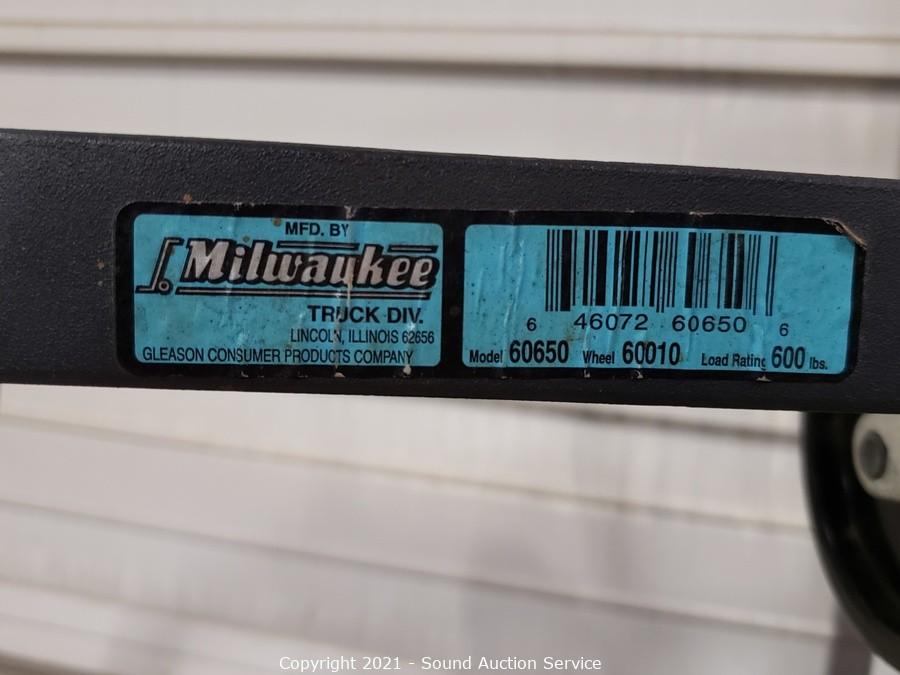 MFD. BY
Milwaukee
TRUCK DIV.
LINCOLN, ILLINOIS 62656
GLEASON CONSUMER PRODUCTS COMPANY
6 46072 60650 6
Model 60650 Wheel 60010 Load Rating 600 lbs.
Copyright 2021 - Sound Auction Service